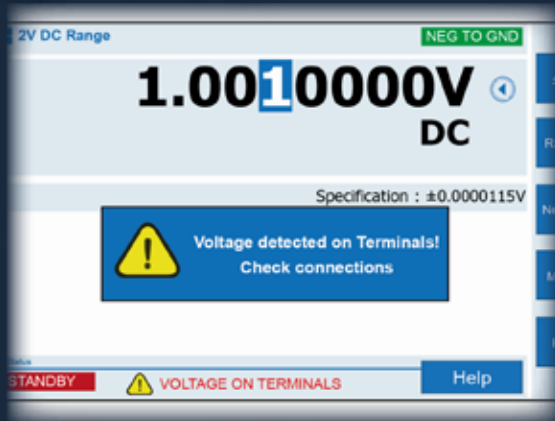 2V DC Range
NEG TO GND
1.0010000V
DC
Specification : ±0.0000115V
Voltage detected on Terminals!
Check connections
Status
STANDBY
VOLTAGE ON TERMINALS
Help